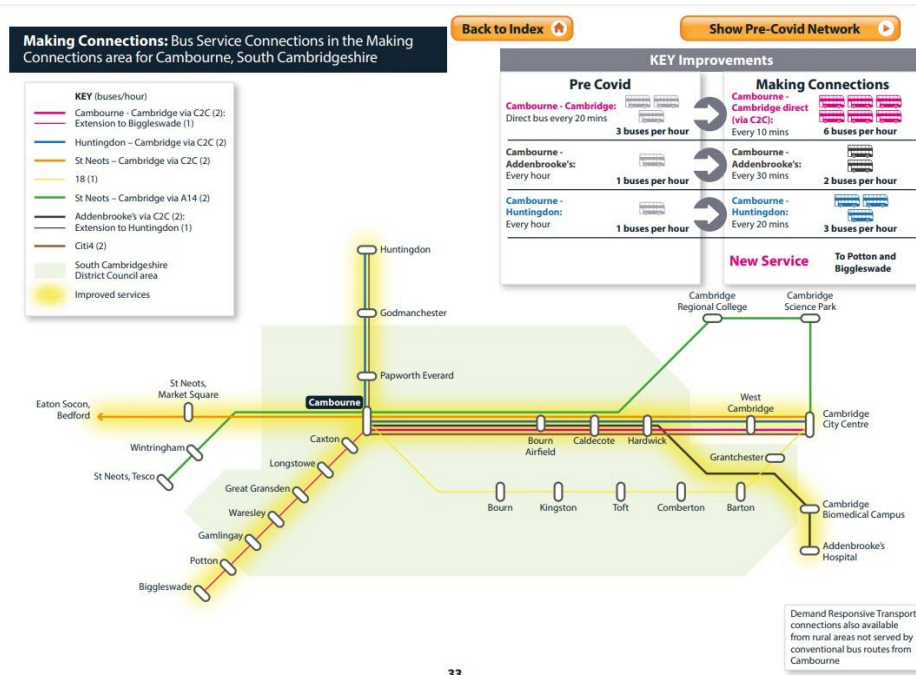 Back to Index
Show Pre-Covid Network
Making Connections: Bus Service Connections in the Making
Connections area for Cambourne, South Cambridgeshire
KEY (buses/hour)
Cambourne - Cambridge via C2C (2):
Extension to Biggleswade (1)
Huntingdon – Cambridge via C2C (2)
St Neots – Cambridge via C2C (2)
18 (1)
St Neots – Cambridge via A14 (2)
Addenbrooke's via C2C (2):
Extension to Huntingdon (1)
Citi4 (2)
South Cambridgeshire
District Council area
Improved services
KEY Improvements
Pre Covid
Cambourne - Cambridge:
Direct bus every 20 mins
3 buses per hour
Cambourne -
Addenbrooke's:
Every hour
1 buses per hour
Cambourne -
Huntingdon:
Every hour
1 buses per hour
Making Connections
Cambourne -
Cambridge direct
(via C2C):
Every 10 mins
6 buses per hour
Cambourne -
Addenbrooke's:
Every 30 mins
2 buses per hour
Cambourne -
Huntingdon:
Every 20 mins
3 buses per hour
New Service
To Potton and
Biggleswade
Huntingdon
Godmanchester
Papworth Everard
Cambridge
Regional College
Cambridge
Science Park
St Neots,
Market Square
Eaton Socon,
Bedford
Cambourne
West
Cambridge
Cambridge
City Centre
Wintringham
St Neots, Tesco
Caxton
Longstowe
Great Gransden
Waresley
Gamlingay
Potton
Biggleswade
Bourn
Airfield
Caldecote
Hardwick
Grantchester
Bourn
Kingston
Toft
Comberton
Barton
Cambridge
Biomedical Campus
Addenbrooke's
Hospital
Demand Responsive Transport
connections also available
from rural areas not served by
conventional bus routes from
Cambourne
33